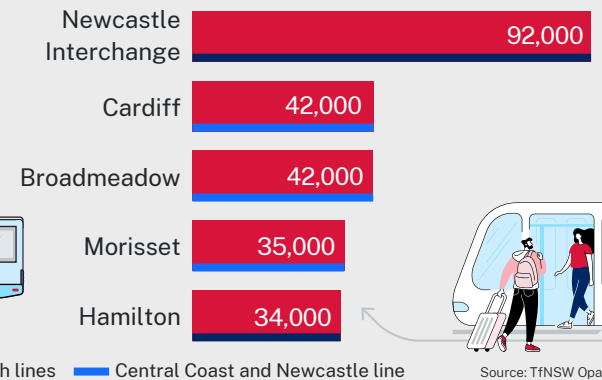 Newcastle
Interchange
92,000
Cardiff
42,000
Broadmeadow
42,000
Morisset
35,000
Hamilton
34,000
lines Central Coast and Newcastle line
Source: TfNSW